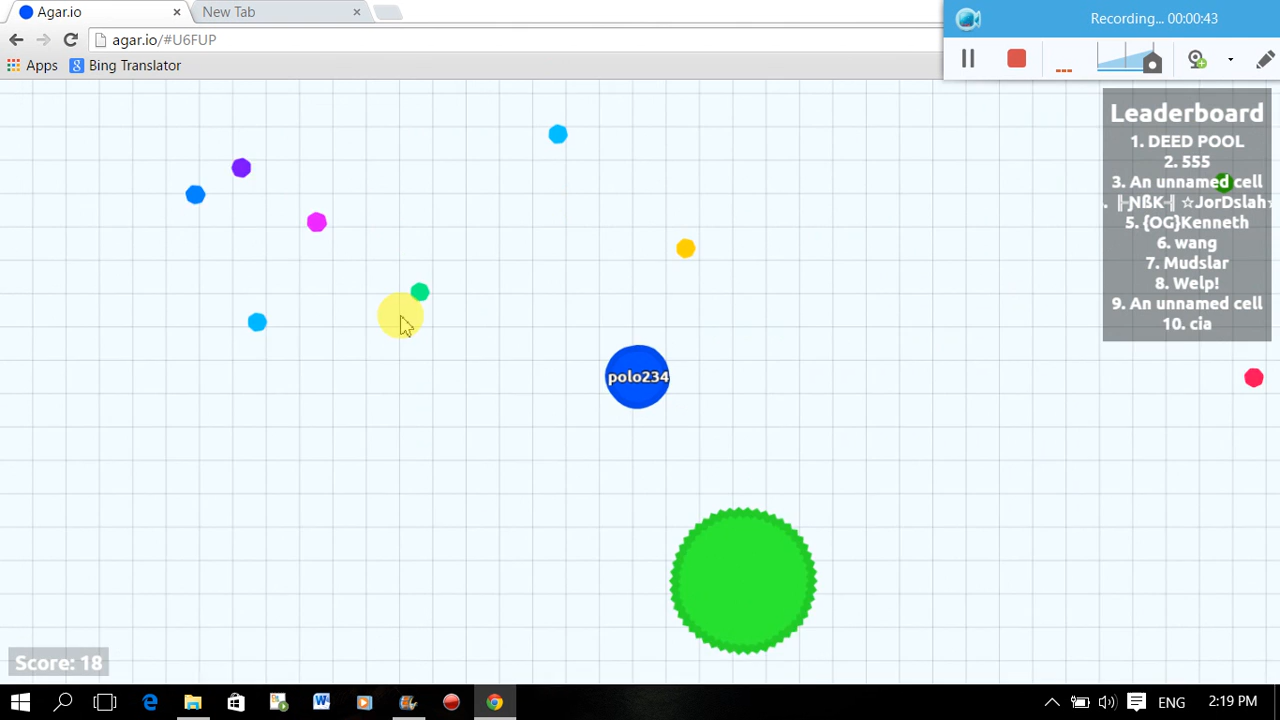 Agar.io
New Tab
Recording... 00:00:43
agar.io/#U6FUP
Apps
Bing Translator
Leaderboard
1. DEED POOL
2. 555
3. An unnamed cell
☆JorDslah
5. {OG}Kenneth
6. wang
7. Mudslar
8. Welp!
9. An unnamed cell
10. cia
polo234
Score: 18
ENG
2:19 PM